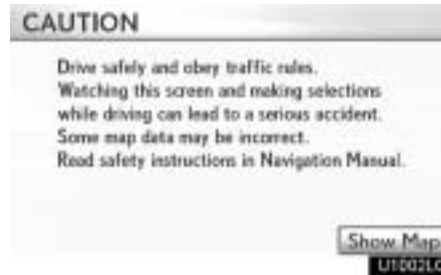 CAUTION
Drive safely and obey traffic rules.
Watching this screen and making selections
while driving can lead to a serious accident.
Some map data may be incorrect.
Read safety instructions in Navigation Manual.
Show Map